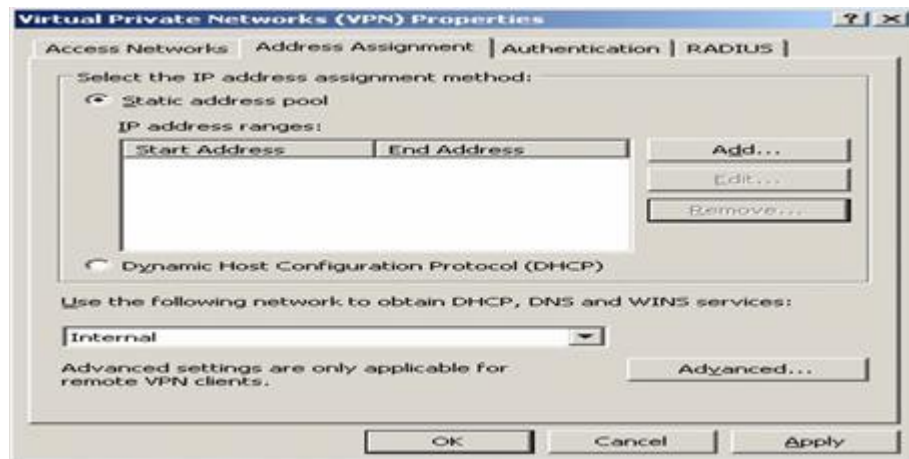 Virtual Private Networks (VPN) Properties
Access Networks Address Assignment Authentication RADIUS
Select the IP address assignment method:
Static address pool
IP address ranges:
Start Address End Address
Add...
Edit...
Remove...
Dynamic Host Configuration Protocol (DHCP)
Use the following network to obtain DHCP, DNS and WINS services:
Internal
Advanced settings are only applicable for
remote VPN clients.
Advanced...
OK Cancel Apply